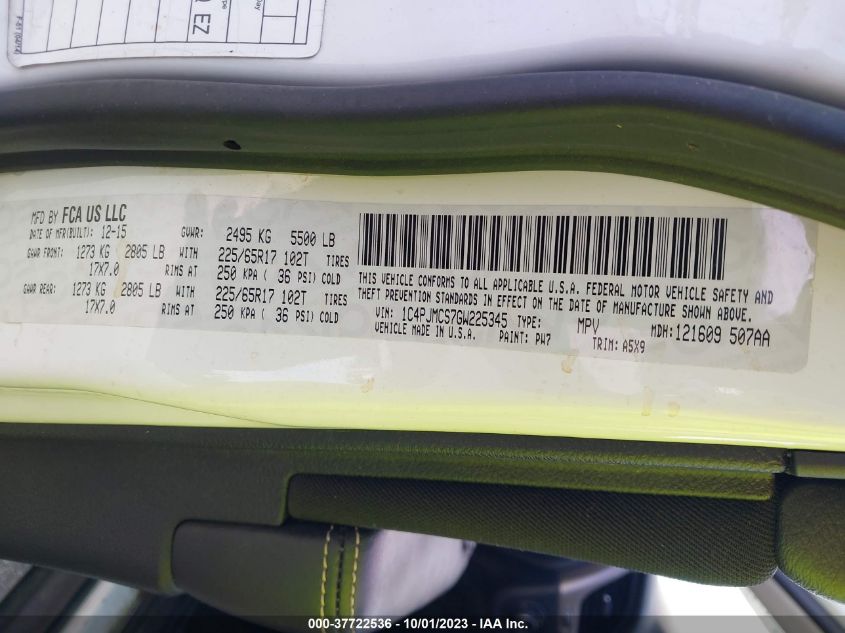 F-51(04/14)
EZ
MFD BY FCA US LLC
DATE OF MFR(BUILT): 12-15 GVWR: 2495 KG 5500 LB
GAWR FRONT: 1273 KG 2805 LB WITH 225/65R17 102T TIRES
17X7.0 RIMS AT 250 KPA ( 36 PSI) COLD
GAWR REAR: 1273 KG 2805 LB WITH 225/65R17 102T TIRES
17X7.0 RIMS AT 250 KPA ( 36 PSI) COLD
THIS VEHICLE CONFORMS TO ALL APPLICABLE U.S.A. FEDERAL MOTOR VEHICLE SAFETY AND
THEFT PREVENTION STANDARDS IN EFFECT ON THE DATE OF MANUFACTURE SHOWN ABOVE.
VIN: 1C4PJMCS7GW225345 TYPE: MPV MDH:121609 507AA
VEHICLE MADE IN U.S.A. PAINT: PW7 TRIM: A5X9
000-37722536 - 10/01/2023 - IAA Inc.